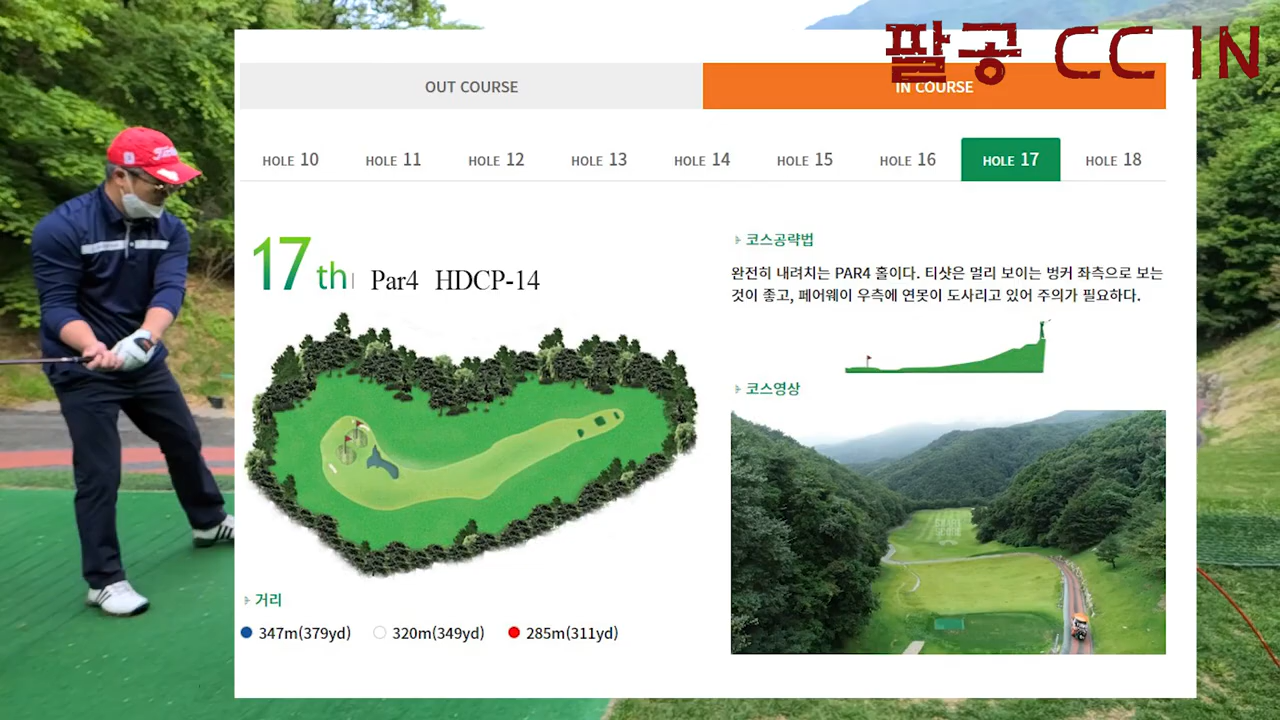 팔공 CC IN
OUT COURSE
IN COURSE
HOLE 10
HOLE 11
HOLE 12
HOLE 13
HOLE 14
HOLE 15
HOLE 16
HOLE 17
HOLE 18
17 th
Par4 HDCP-14
코스공략법
완전히 내려치는 PAR4 홀이다. 티샷은 멀리 보이는 벙커 좌측으로 보는
것이 좋고, 페어웨이 우측에 연못이 도사리고 있어 주의가 필요하다.
코스영상
거리
347m(379yd)
320m(349yd)
285m(311yd)